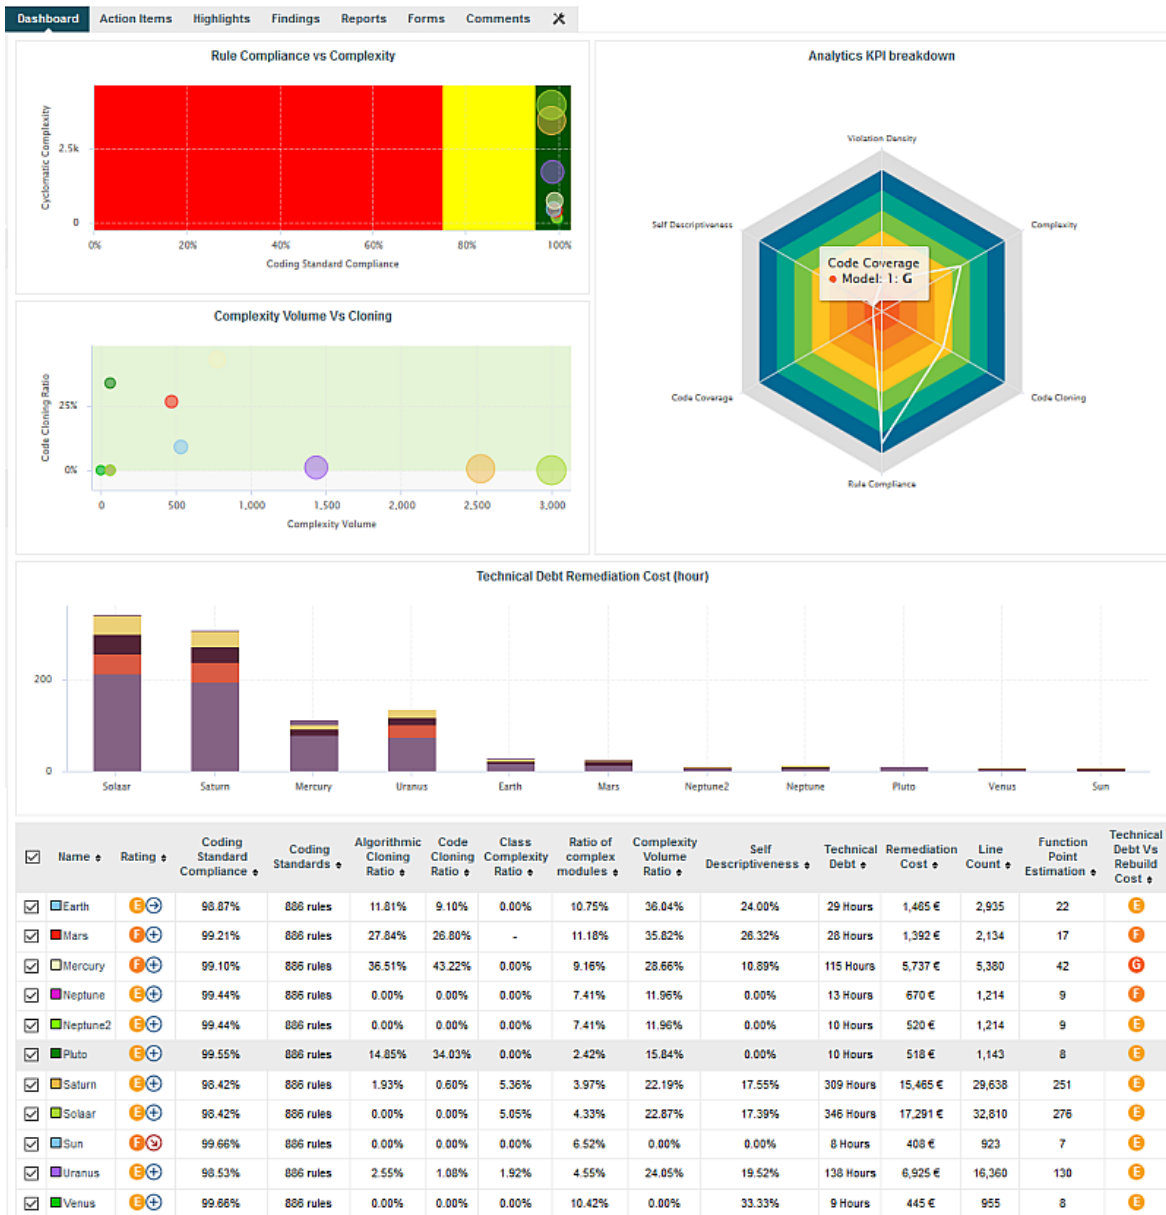 Dashboard Action Items Highlights Findings Reports Forms Comments
Rule Compliance vs Complexity
Cyclomatic Complexity
2.5k
0
0% 20% 40% 60% 80% 100%
Coding Standard Compliance
Complexity Volume Vs Cloning
Code Cloning Ratio
25%
0%
0 500 1,000 1,500 2,000 2,500 3,000
Complexity Volume
Analytics KPI breakdown
Violation Density
Self Descriptiveness
Complexity
Code Coverage
Model: 1: G
Code Coverage
Code Cloning
Rule Compliance
Technical Debt Remediation Cost (hour)
200
0
Solaar Saturn Mercury Uranus Earth Mars Neptune2 Neptune Pluto Venus Sun
Name Rating Coding Standard Compliance Coding Standards Algorithmic Cloning Ratio Code Cloning Ratio Class Complexity Ratio Ratio of complex modules Complexity Volume Ratio Self Descriptiveness Technical Debt Remediation Cost Line Count Function Point Estimation Technical Debt Vs Rebuild Cost
Earth E 98.87% 886 rules 11.81% 9.10% 0.00% 10.75% 36.04% 24.00% 29 Hours 1,465 € 2,935 22 E
Mars F 99.21% 886 rules 27.84% 26.80% - 11.18% 35.82% 26.32% 28 Hours 1,392 € 2,134 17 F
Mercury F 99.10% 886 rules 36.51% 43.22% 0.00% 9.16% 28.66% 10.89% 115 Hours 5,737 € 5,380 42 G
Neptune E 99.44% 886 rules 0.00% 0.00% 0.00% 7.41% 11.96% 0.00% 13 Hours 670 € 1,214 9 F
Neptune2 E 99.44% 886 rules 0.00% 0.00% 0.00% 7.41% 11.96% 0.00% 10 Hours 520 € 1,214 9 E
Pluto E 99.55% 886 rules 14.85% 34.03% 0.00% 2.42% 15.84% 0.00% 10 Hours 518 € 1,143 8 E
Saturn E 98.42% 886 rules 1.93% 0.60% 5.36% 3.97% 22.19% 17.55% 309 Hours 15,465 € 29,638 251 E
Solaar E 98.42% 886 rules 0.00% 0.00% 5.05% 4.33% 22.87% 17.39% 346 Hours 17,291 € 32,810 276 E
Sun F 99.66% 886 rules 0.00% 0.00% 0.00% 6.52% 0.00% 0.00% 8 Hours 408 € 923 7 E
Uranus E 98.53% 886 rules 2.55% 1.08% 1.92% 4.55% 24.05% 19.52% 138 Hours 6,925 € 16,360 130 E
Venus E 99.66% 886 rules 0.00% 0.00% 0.00% 10.42% 0.00% 33.33% 9 Hours 445 € 955 8 E